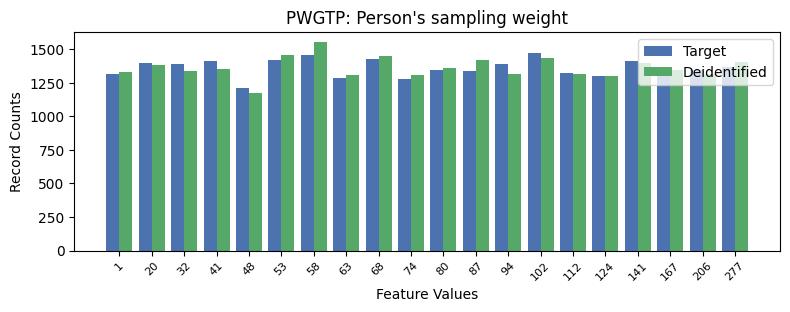 PWGTP: Person's sampling weight
Record Counts
1500
1250
1000
750
500
250
0
Target
Deidentified
1 20 32 41 48 53 58 63 68 74 80 87 94 102 112 124 141 167 206 277
Feature Values